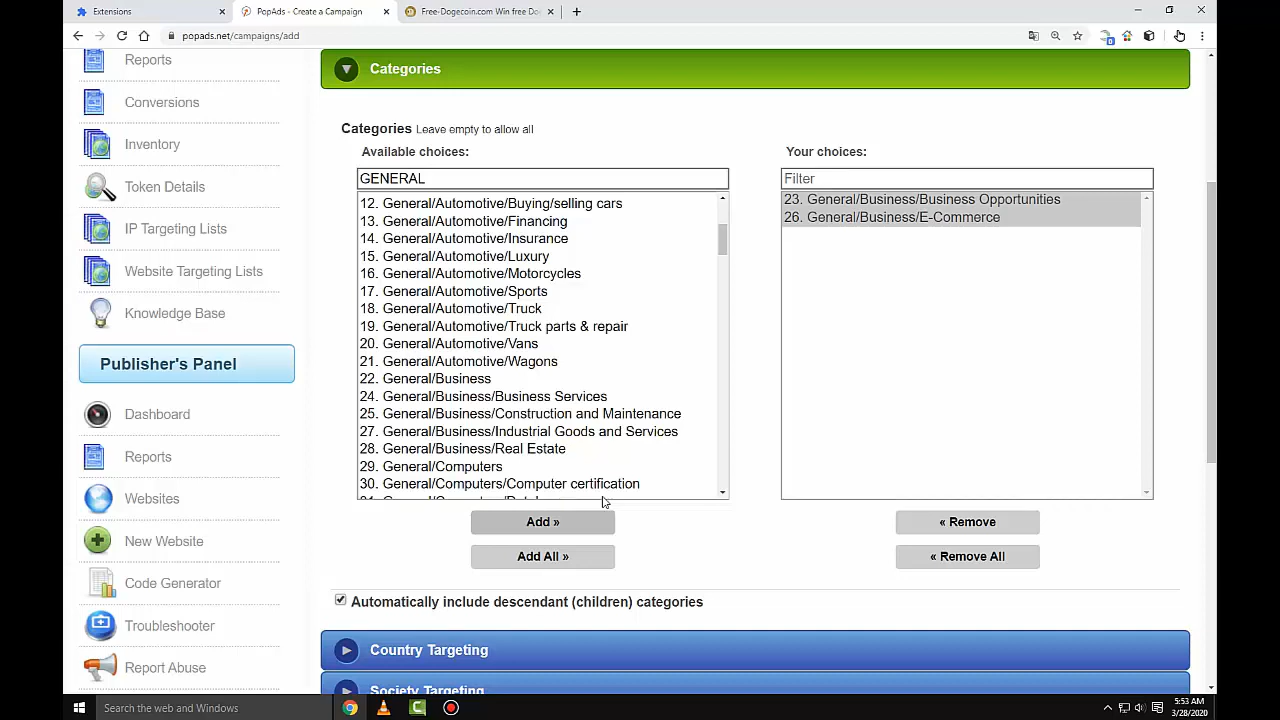 Extensions
PopAds - Create a Campaign
Free-Dogecoin.com Win free Do
popads.net/campaigns/add
Reports
Conversions
Inventory
Token Details
IP Targeting Lists
Website Targeting Lists
Knowledge Base
Publisher's Panel
Dashboard
Reports
Websites
New Website
Code Generator
Troubleshooter
Report Abuse
Categories
Categories Leave empty to allow all
Available choices:
GENERAL
12. General/Automotive/Buying/selling cars
13. General/Automotive/Financing
14. General/Automotive/Insurance
15. General/Automotive/Luxury
16. General/Automotive/Motorcycles
17. General/Automotive/Sports
18. General/Automotive/Truck
19. General/Automotive/Truck parts & repair
20. General/Automotive/Vans
21. General/Automotive/Wagons
22. General/Business
24. General/Business/Business Services
25. General/Business/Construction and Maintenance
27. General/Business/Industrial Goods and Services
28. General/Business/Real Estate
29. General/Computers
30. General/Computers/Computer certification
Add »
Add All »
Your choices:
Filter
23. General/Business/Business Opportunities
26. General/Business/E-Commerce
« Remove
« Remove All
Automatically include descendant (children) categories
Country Targeting
Society Targeting
Search the web and Windows
5:53 AM
3/28/2020